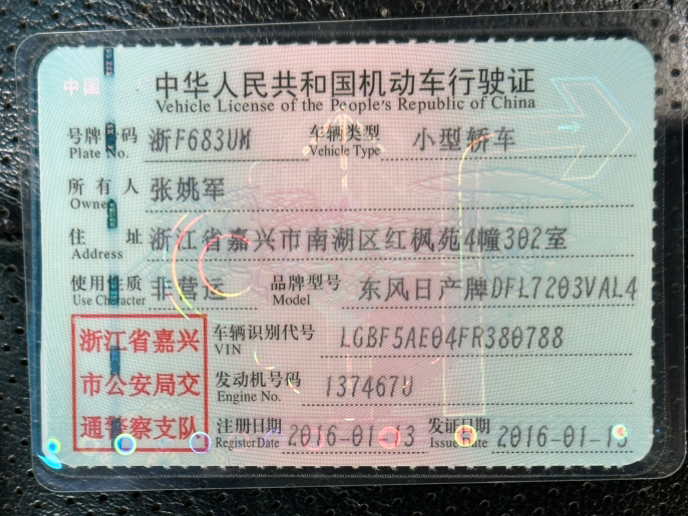 中国
中华人民共和国机动车行驶证
Vehicle License of the People's Republic of China
号牌号码 浙F683UM 车辆类型 小型轿车
Plate No. Vehicle Type
所有人 张姚军
Owner
住址 浙江省嘉兴市南湖区红枫苑4幢302室
Address
使用性质 非营运 品牌型号 东风日产牌DFL7203VAL4
Use Character Model
浙江省嘉兴
市公安局交
通警察支队
车辆识别代号 LGBF5AE04FR380788
VIN
发动机号码 137467U
Engine No.
注册日期 2016-01-13 发证日期 2016-01-13
Register Date Issue Date